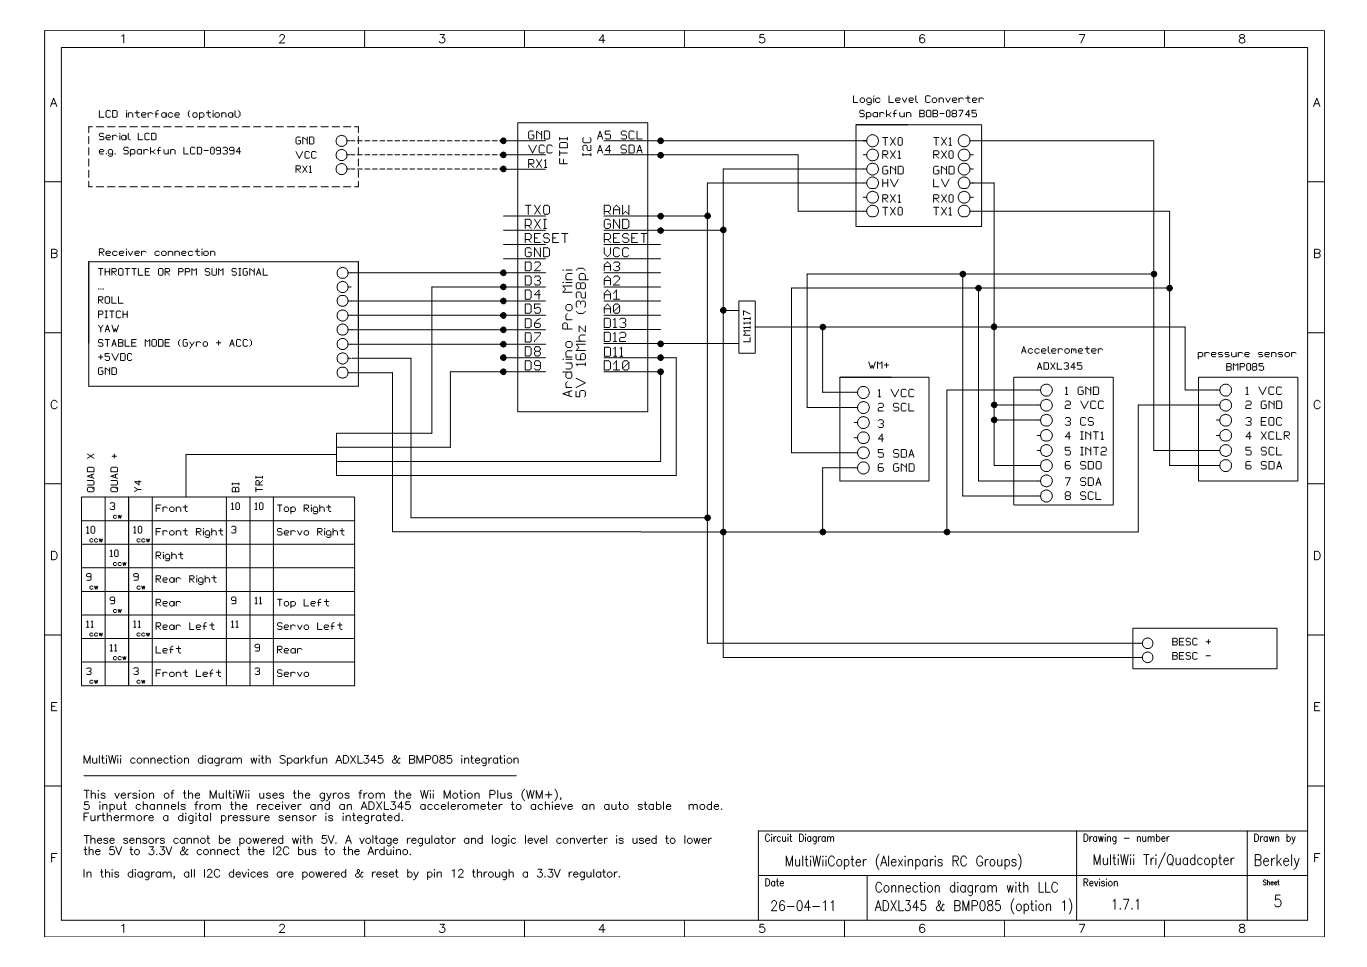 1 2 3 4 5 6 7 8
A
B
C
D
E
F
A
B
C
D
E
F
LCD interface (optional)
Serial LCD
e.g. Sparkfun LCD-09394
GND
VCC
RX1
GND
VCC
RX1
FTDI
I2C
A5 SCL
A4 SDA
Logic Level Converter
Sparkfun BOB-08745
TX0 TX1
RX1 RX0
GND GND
HV LV
RX1 RX0
TX0 TX1
TX0 RAW
RXI GND
RESET RESET
GND VCC
D2 A3
D3 A2
D4 A1
D5 A0
D6 D13
D7 D12
D8 D11
D9 D10
Arduino Pro Mini
5V 16Mhz (328p)
Receiver connection
THROTTLE OR PPM SUM SIGNAL
...
ROLL
PITCH
YAW
STABLE MODE (Gyro + ACC)
+5VDC
GND
LM1117
WM+
1 VCC
2 SCL
3
4
5 SDA
6 GND
Accelerometer
ADXL345
1 GND
2 VCC
3 CS
4 INT1
5 INT2
6 SDO
7 SDA
8 SCL
pressure sensor
BMP085
1 VCC
2 GND
3 EOC
4 XCLR
5 SCL
6 SDA
QUAD X
QUAD +
Y4
BI
TRI
3 cw Front 10 10 Top Right
10 ccw 10 ccw Front Right 3 Servo Right
10 ccw Right
9 cw 9 cw Rear Right
9 cw Rear 9 11 Top Left
11 ccw 11 ccw Rear Left 11 Servo Left
11 ccw Left 9 Rear
3 cw 3 cw Front Left 3 Servo
BESC +
BESC -
MultiWii connection diagram with Sparkfun ADXL345 & BMP085 integration
This version of the MultiWii uses the gyros from the Wii Motion Plus (WM+),
5 input channels from the receiver and an ADXL345 accelerometer to achieve an auto stable mode.
Furthermore a digital pressure sensor is integrated.
These sensors cannot be powered with 5V. A voltage regulator and logic level converter is used to lower
the 5V to 3.3V & connect the I2C bus to the Arduino.
In this diagram, all I2C devices are powered & reset by pin 12 through a 3.3V regulator.
Circuit Diagram
MultiWiiCopter (Alexinparis RC Groups)
Drawing - number
MultiWii Tri/Quadcopter
Drawn by
Berkely
Date
26-04-11
Connection diagram with LLC
ADXL345 & BMP085 (option 1)
Revision
1.7.1
Sheet
5
1 2 3 4 5 6 7 8